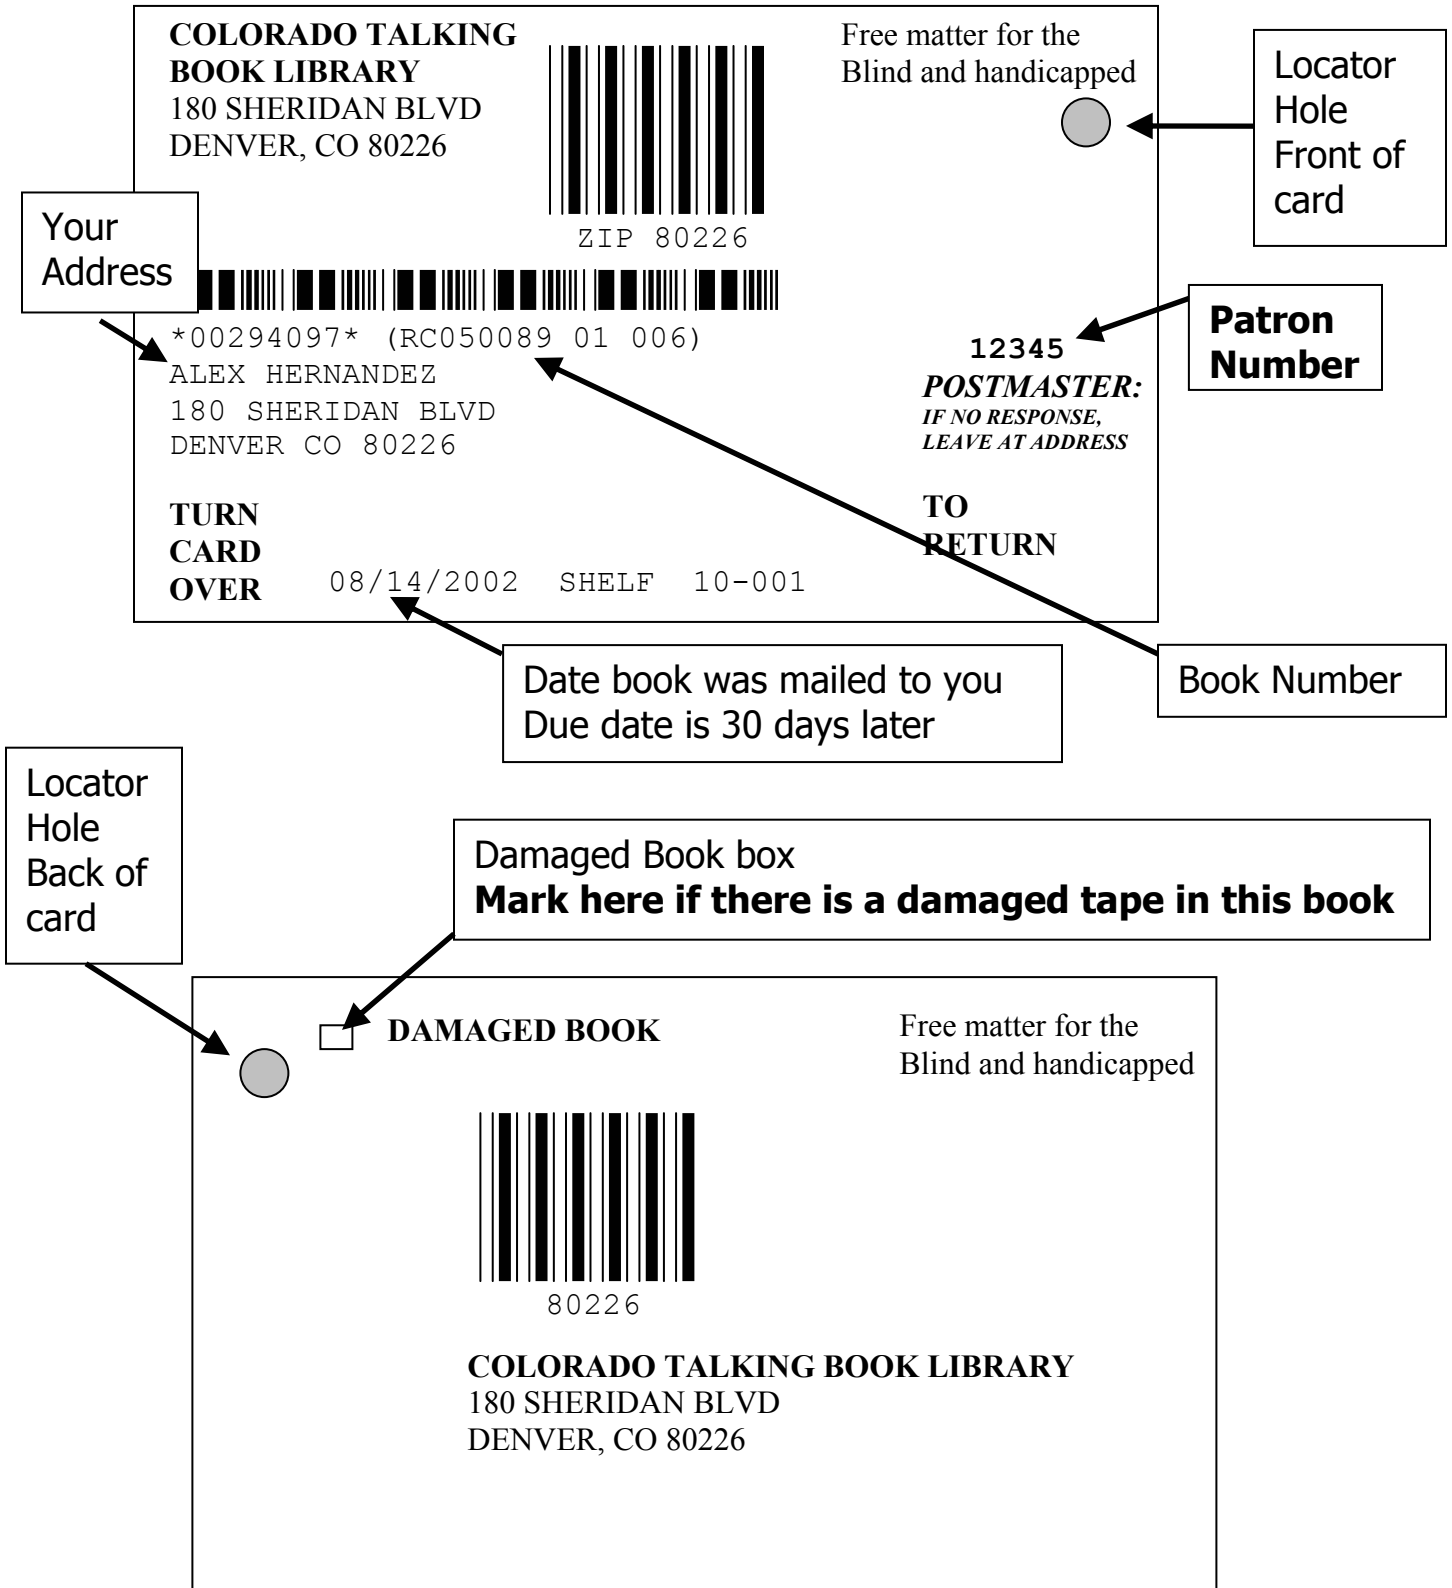 COLORADO TALKING
BOOK LIBRARY
180 SHERIDAN BLVD
DENVER, CO 80226
ZIP 80226
Free matter for the
Blind and handicapped
Locator
Hole
Front of
card
Your
Address
*00294097* (RC050089 01 006)
ALEX HERNANDEZ
180 SHERIDAN BLVD
DENVER CO 80226
12345
POSTMASTER:
IF NO RESPONSE,
LEAVE AT ADDRESS
Patron
Number
TURN
CARD
OVER
08/14/2002 SHELF 10-001
TO
RETURN
Date book was mailed to you
Due date is 30 days later
Book Number
Locator
Hole
Back of
card
Damaged Book box
Mark here if there is a damaged tape in this book
DAMAGED BOOK
Free matter for the
Blind and handicapped
80226
COLORADO TALKING BOOK LIBRARY
180 SHERIDAN BLVD
DENVER, CO 80226